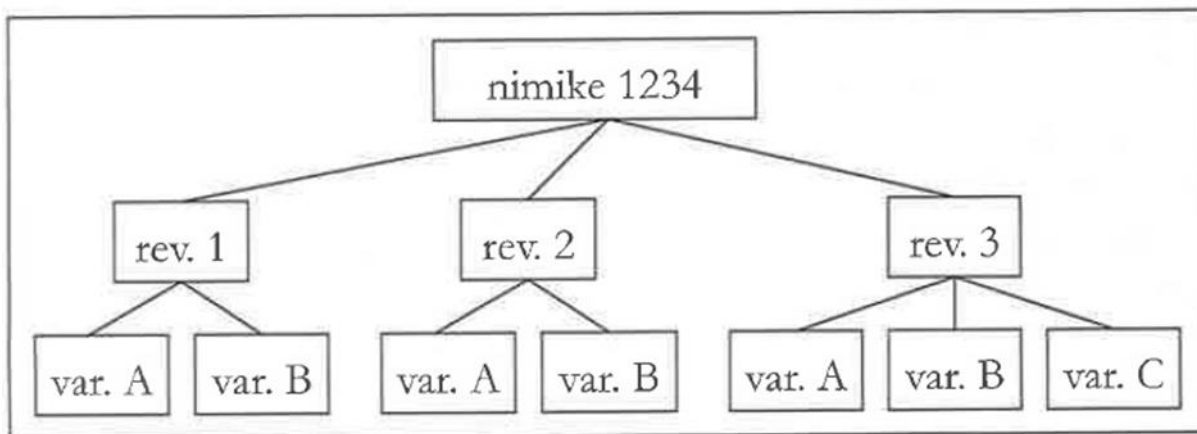 nimike 1234
rev. 1
rev. 2
rev. 3
var. A
var. B
var. A
var. B
var. A
var. B
var. C